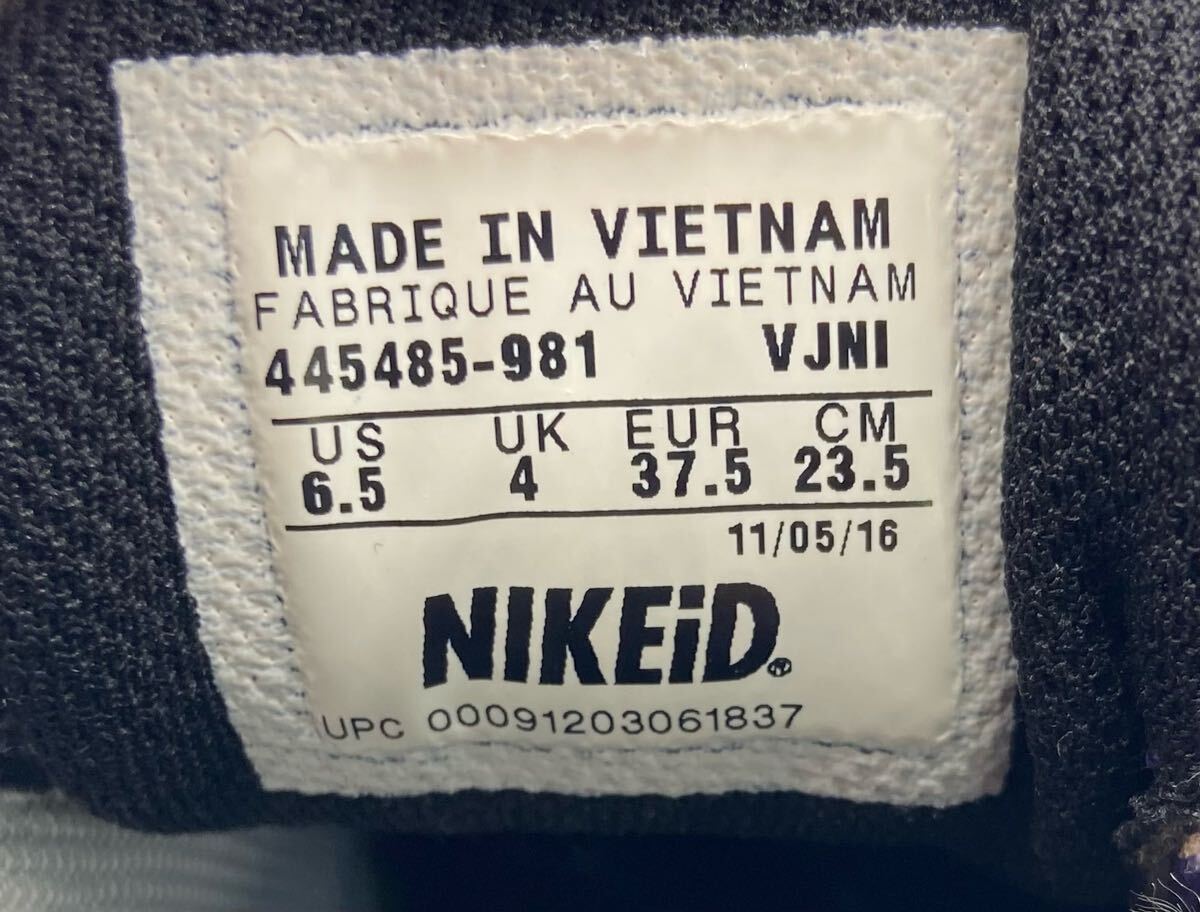 MADE IN VIETNAM
FABRIQUE AU VIETNAM
445485-981 VJNI
US UK EUR CM
6.5 4 37.5 23.5
11/05/16
NIKEiD.
UPC 00091203061837